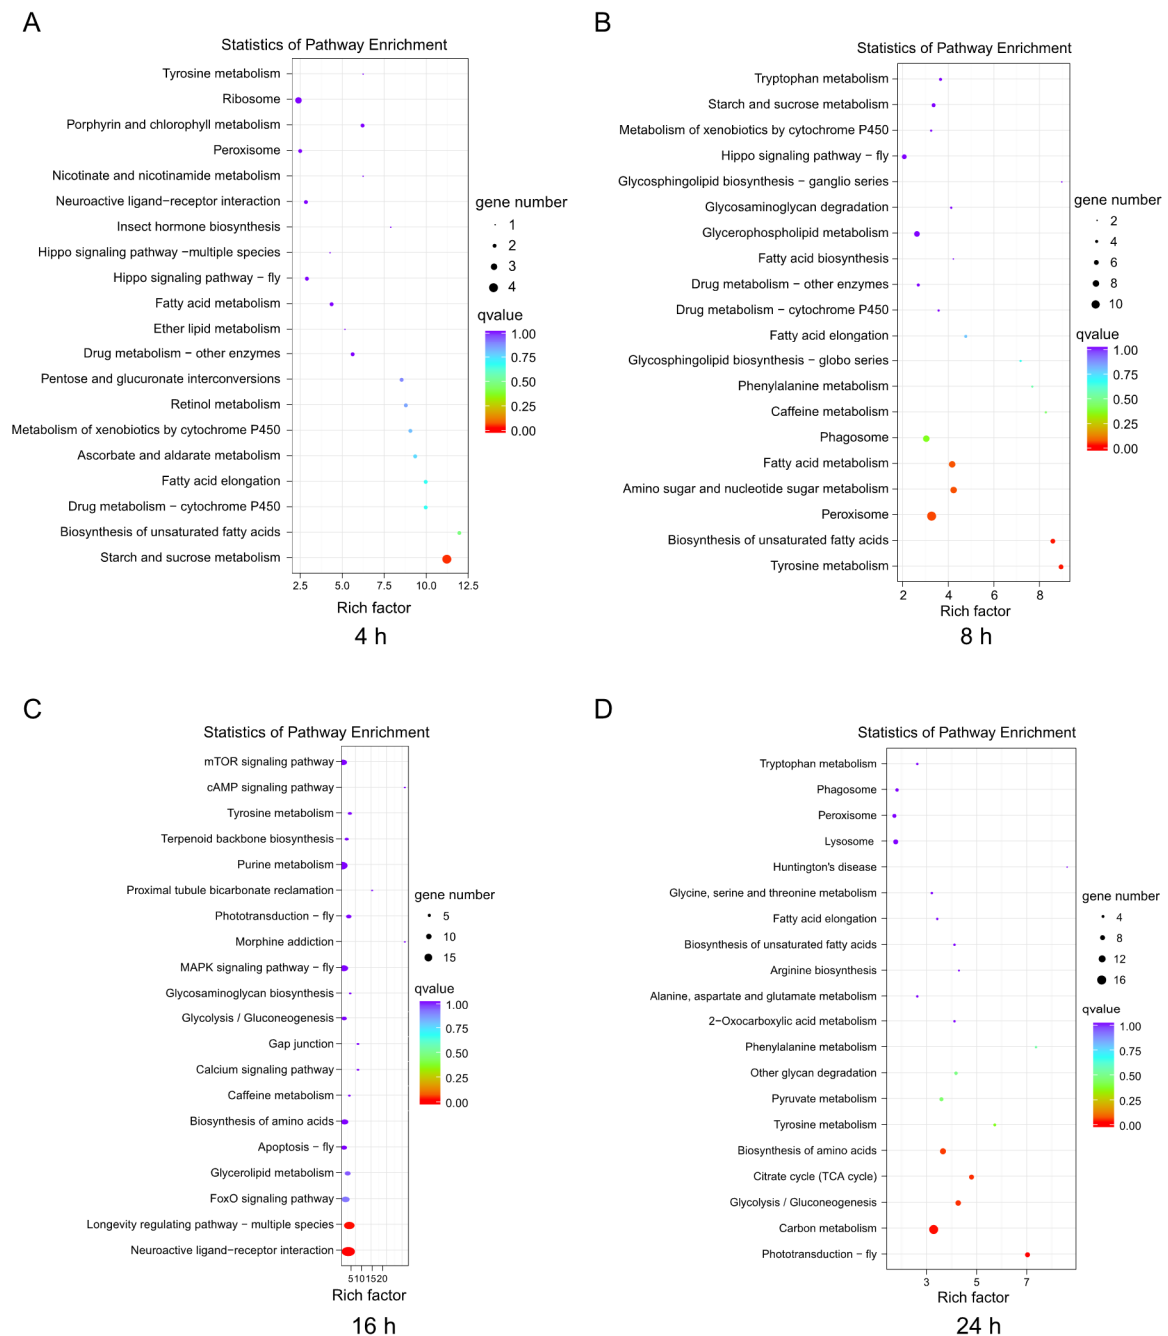 A
Statistics of Pathway Enrichment
Tyrosine metabolism
Ribosome
Porphyrin and chlorophyll metabolism
Peroxisome
Nicotinate and nicotinamide metabolism
Neuroactive ligand−receptor interaction
Insect hormone biosynthesis
Hippo signaling pathway −multiple species
Hippo signaling pathway − fly
Fatty acid metabolism
Ether lipid metabolism
Drug metabolism − other enzymes
Pentose and glucuronate interconversions
Retinol metabolism
Metabolism of xenobiotics by cytochrome P450
Ascorbate and aldarate metabolism
Fatty acid elongation
Drug metabolism − cytochrome P450
Biosynthesis of unsaturated fatty acids
Starch and sucrose metabolism
2.5 5.0 7.5 10.0 12.5
Rich factor
4 h
gene number
1
2
3
4
qvalue
1.00
0.75
0.50
0.25
0.00
B
Statistics of Pathway Enrichment
Tryptophan metabolism
Starch and sucrose metabolism
Metabolism of xenobiotics by cytochrome P450
Hippo signaling pathway − fly
Glycosphingolipid biosynthesis − ganglio series
Glycosaminoglycan degradation
Glycerophospholipid metabolism
Fatty acid biosynthesis
Drug metabolism − other enzymes
Drug metabolism − cytochrome P450
Fatty acid elongation
Glycosphingolipid biosynthesis − globo series
Phenylalanine metabolism
Caffeine metabolism
Phagosome
Fatty acid metabolism
Amino sugar and nucleotide sugar metabolism
Peroxisome
Biosynthesis of unsaturated fatty acids
Tyrosine metabolism
2 4 6 8
Rich factor
8 h
gene number
2
4
6
8
10
qvalue
1.00
0.75
0.50
0.25
0.00
C
Statistics of Pathway Enrichment
mTOR signaling pathway
cAMP signaling pathway
Tyrosine metabolism
Terpenoid backbone biosynthesis
Purine metabolism
Proximal tubule bicarbonate reclamation
Phototransduction − fly
Morphine addiction
MAPK signaling pathway − fly
Glycosaminoglycan biosynthesis
Glycolysis / Gluconeogenesis
Gap junction
Calcium signaling pathway
Caffeine metabolism
Biosynthesis of amino acids
Apoptosis − fly
Glycerolipid metabolism
FoxO signaling pathway
Longevity regulating pathway − multiple species
Neuroactive ligand−receptor interaction
5101520
Rich factor
16 h
gene number
5
10
15
qvalue
1.00
0.75
0.50
0.25
0.00
D
Statistics of Pathway Enrichment
Tryptophan metabolism
Phagosome
Peroxisome
Lysosome
Huntington's disease
Glycine, serine and threonine metabolism
Fatty acid elongation
Biosynthesis of unsaturated fatty acids
Arginine biosynthesis
Alanine, aspartate and glutamate metabolism
2−Oxocarboxylic acid metabolism
Phenylalanine metabolism
Other glycan degradation
Pyruvate metabolism
Tyrosine metabolism
Biosynthesis of amino acids
Citrate cycle (TCA cycle)
Glycolysis / Gluconeogenesis
Carbon metabolism
Phototransduction − fly
3 5 7
Rich factor
24 h
gene number
4
8
12
16
qvalue
1.00
0.75
0.50
0.25
0.00